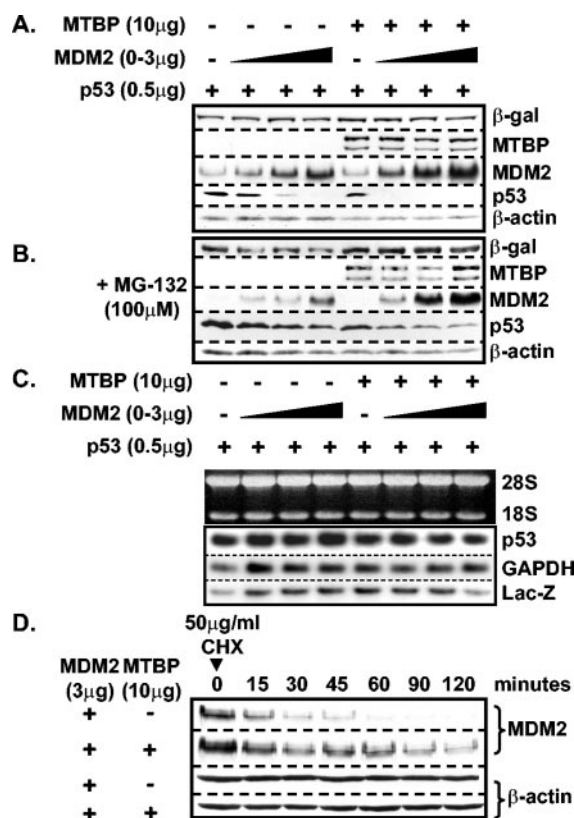 A.
MTBP (10μg) - - - - + + + +
MDM2 (0-3μg) - -
p53 (0.5μg) + + + + + + + +
β-gal
MTBP
MDM2
p53
β-actin
B.
+ MG-132
(100μM)
β-gal
MTBP
MDM2
p53
β-actin
C.
MTBP (10μg) - - - - + + + +
MDM2 (0-3μg) - -
p53 (0.5μg) + + + + + + + +
28S
18S
p53
GAPDH
Lac-Z
D.
50μg/ml
CHX
MDM2 MTBP
(3μg) (10μg)
0 15 30 45 60 90 120 minutes
+ -
+ +
MDM2
+ -
+ +
β-actin